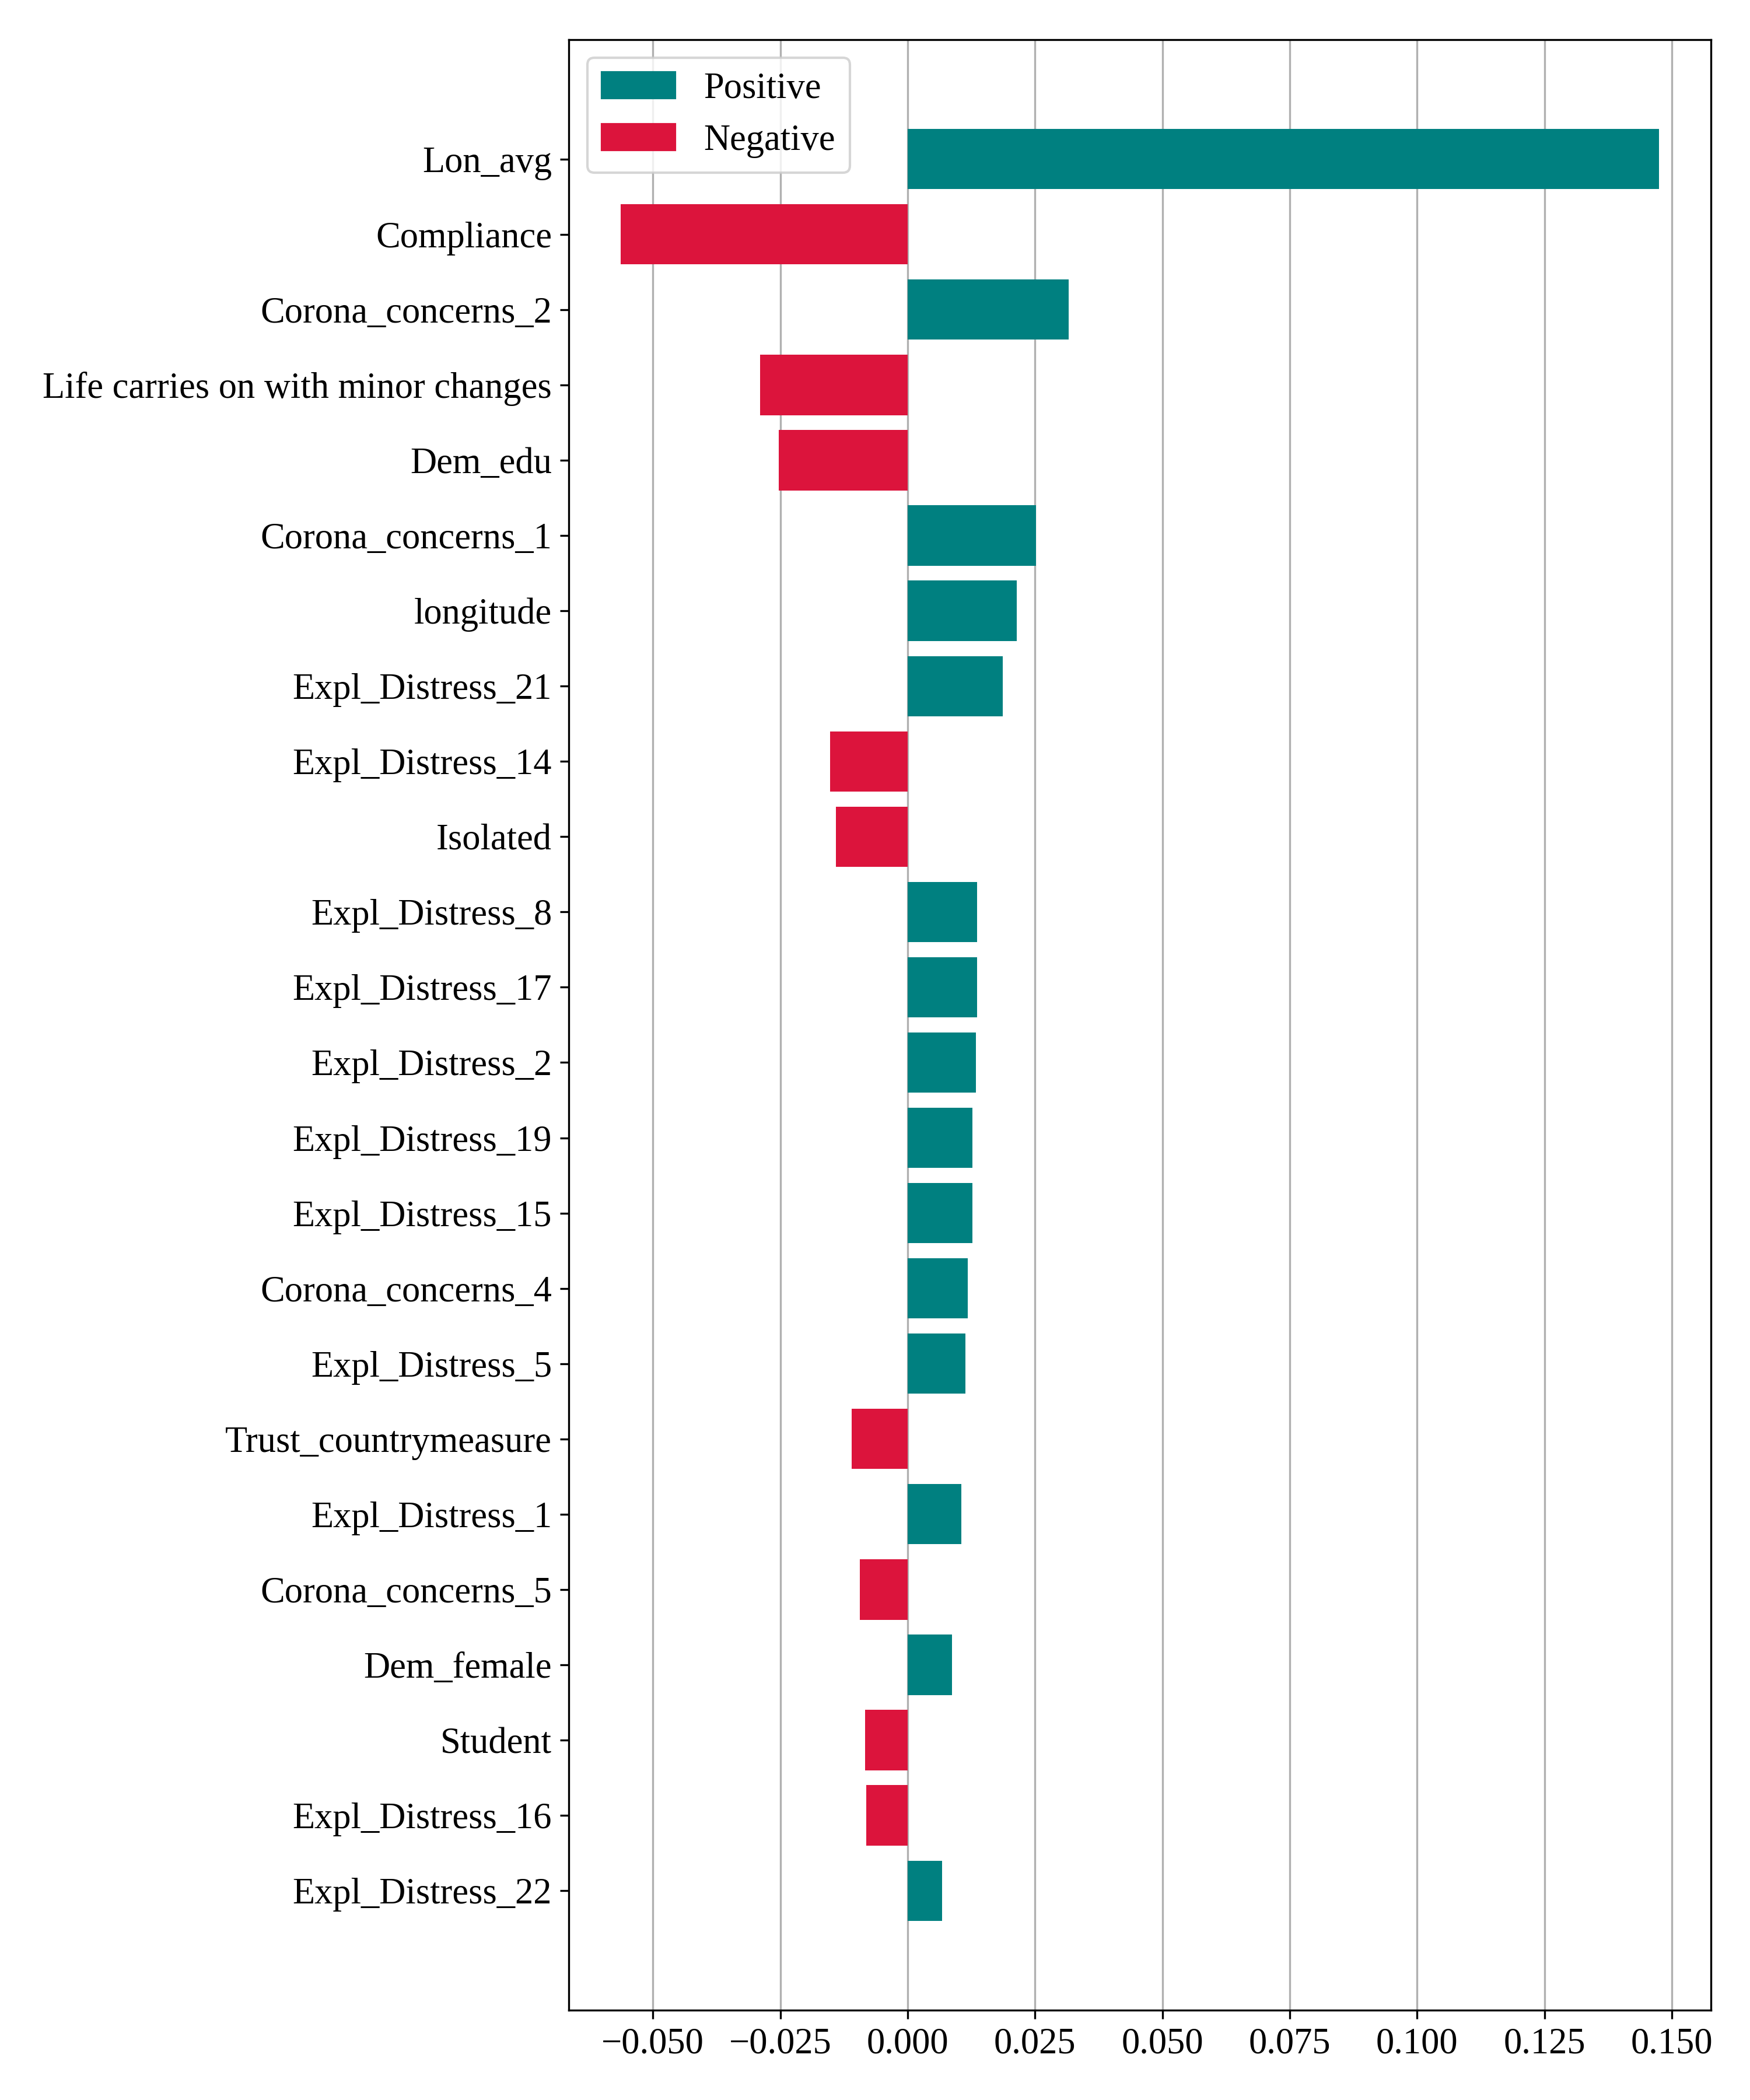 Positive
Negative
Lon_avg
Compliance
Corona_concerns_2
Life carries on with minor changes
Dem_edu
Corona_concerns_1
longitude
Expl_Distress_21
Expl_Distress_14
Isolated
Expl_Distress_8
Expl_Distress_17
Expl_Distress_2
Expl_Distress_19
Expl_Distress_15
Corona_concerns_4
Expl_Distress_5
Trust_countrymeasure
Expl_Distress_1
Corona_concerns_5
Dem_female
Student
Expl_Distress_16
Expl_Distress_22
−0.050 −0.025 0.000 0.025 0.050 0.075 0.100 0.125 0.150